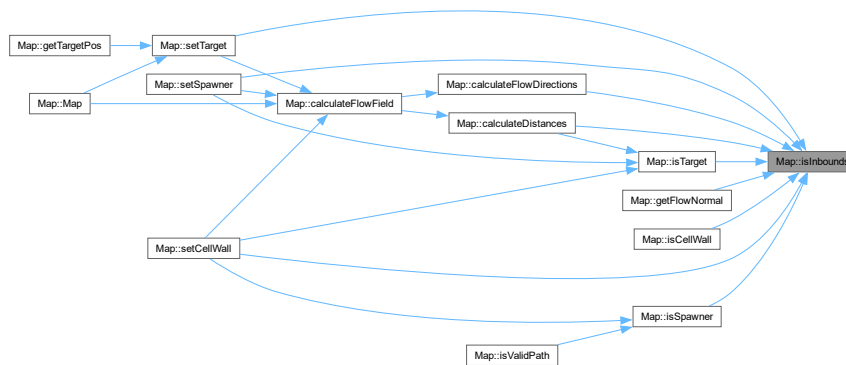 Map::getTargetPos
Map::setTarget
Map::setSpawner
Map::calculateFlowDirections
Map::Map
Map::calculateFlowField
Map::calculateDistances
Map::isTarget
Map::isInbounds
Map::getFlowNormal
Map::isCellWall
Map::setCellWall
Map::isSpawner
Map::isValidPath